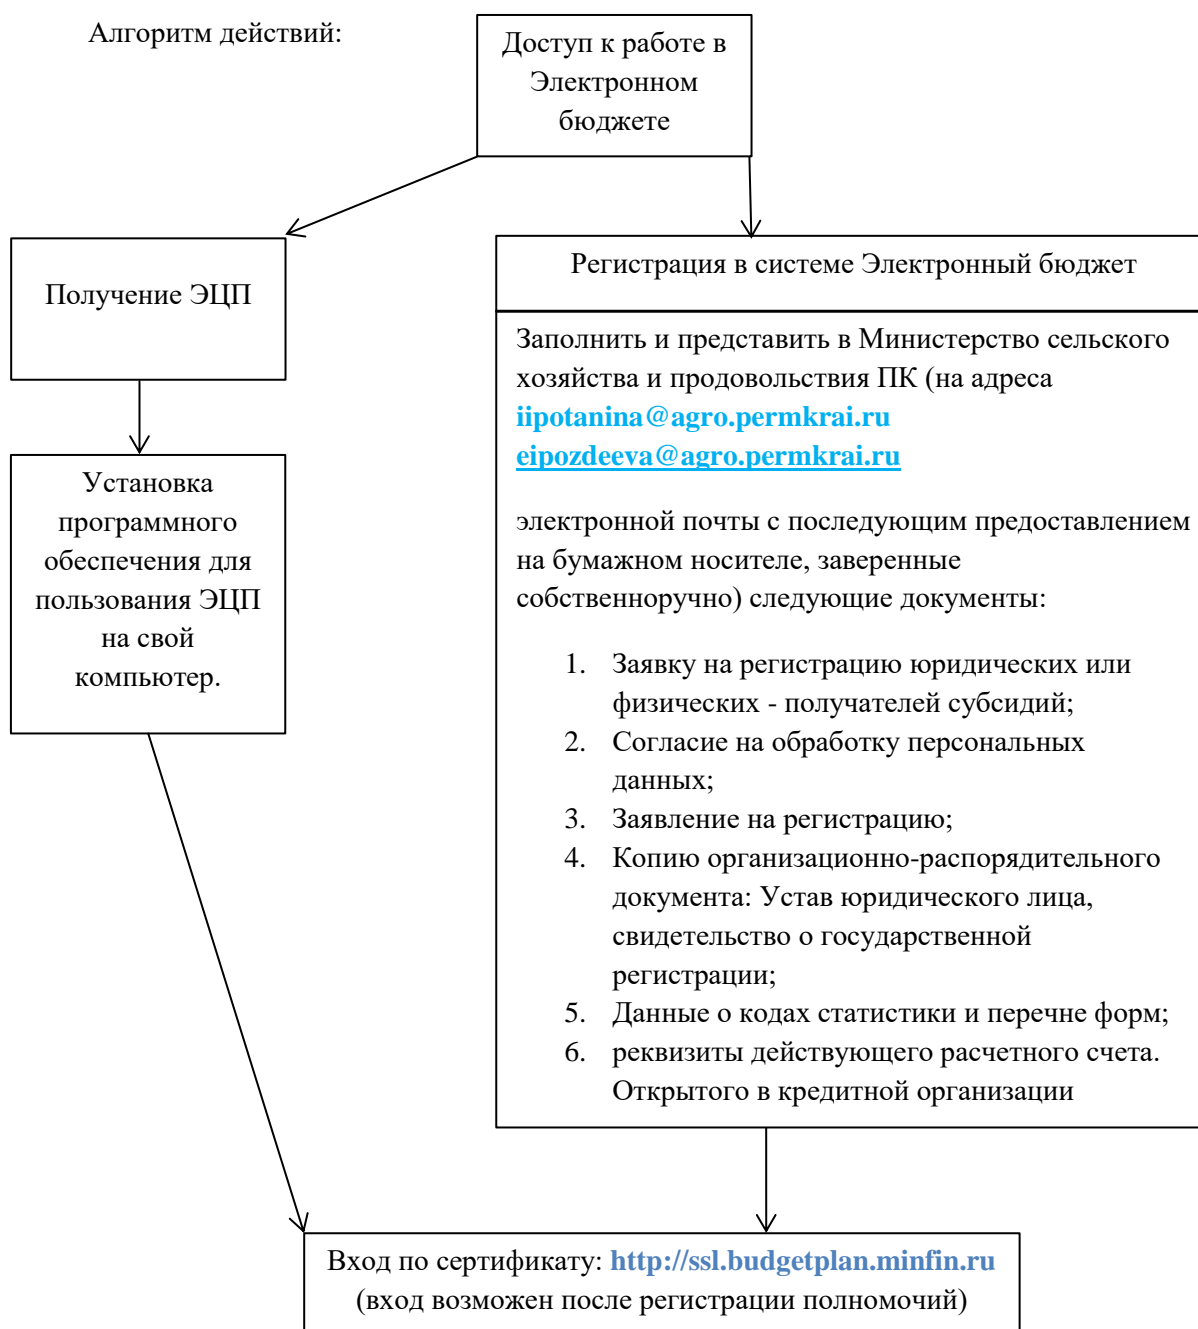 Алгоритм действий:
Доступ к работе в
Электронном
бюджете
Получение ЭЦП
Установка
программного
обеспечения для
пользования ЭЦП
на свой
компьютер.
Регистрация в системе Электронный бюджет
Заполнить и представить в Министерство сельского
хозяйства и продовольствия ПК (на адреса
iipotanina@agro.permkrai.ru
eipozdeeva@agro.permkrai.ru
электронной почты с последующим предоставлением
на бумажном носителе, заверенные
собственноручно) следующие документы:
1. Заявку на регистрацию юридических или
физических - получателей субсидий;
2. Согласие на обработку персональных
данных;
3. Заявление на регистрацию;
4. Копию организационно-распорядительного
документа: Устав юридического лица,
свидетельство о государственной
регистрации;
5. Данные о кодах статистики и перечне форм;
6. реквизиты действующего расчетного счета.
Открытого в кредитной организации
Вход по сертификату: http://ssl.budgetplan.minfin.ru
(вход возможен после регистрации полномочий)